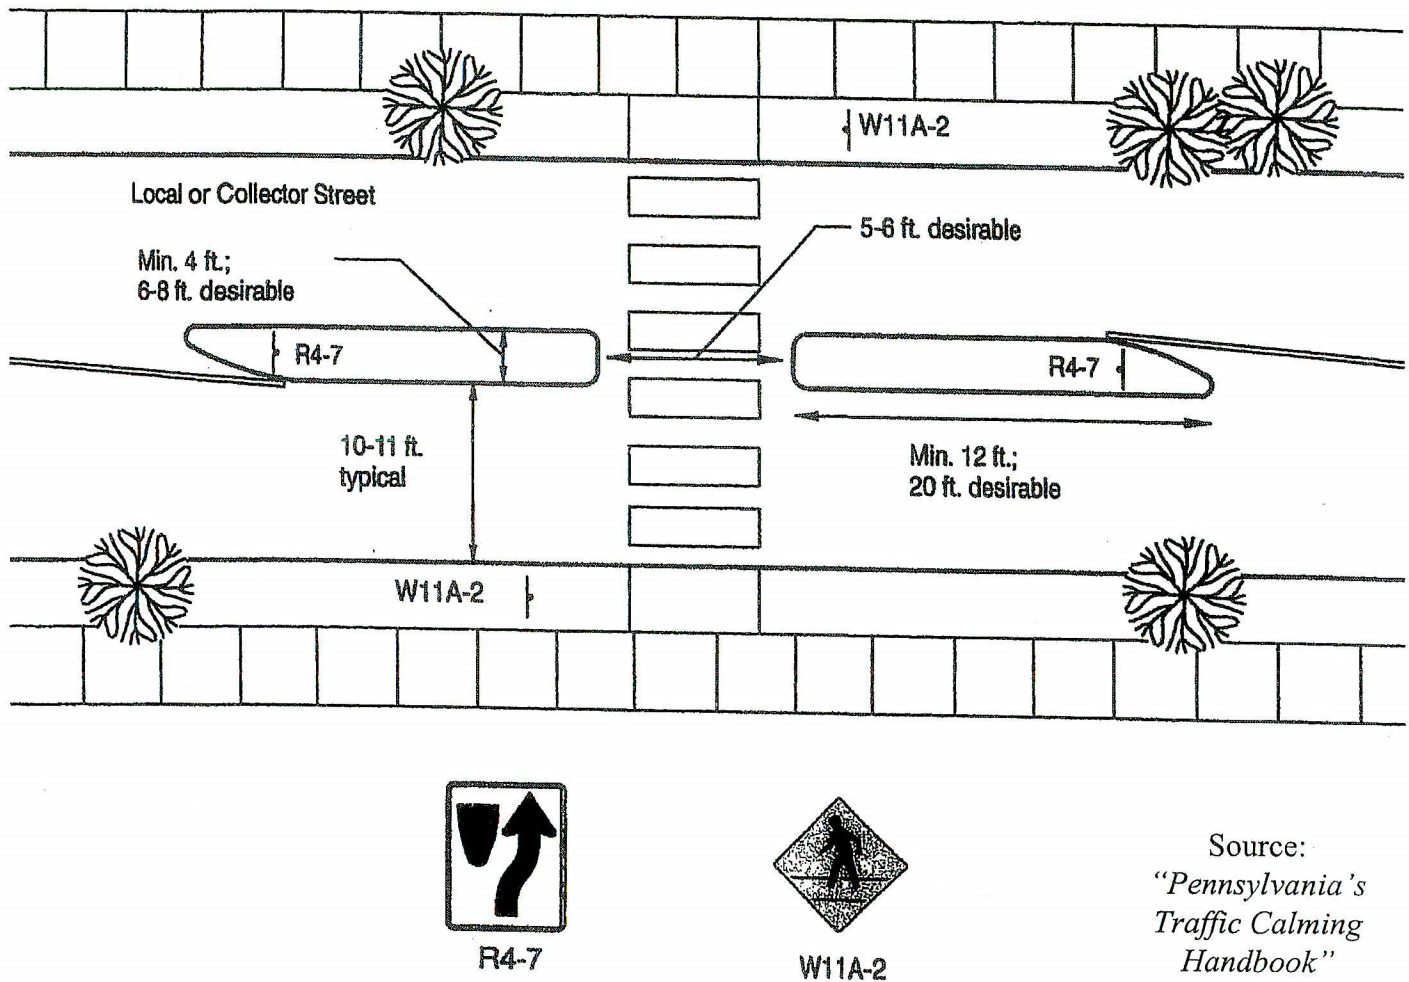 W11A-2
Local or Collector Street
5-6 ft. desirable
Min. 4 ft.;
6-8 ft. desirable
R4-7
R4-7
10-11 ft.
typical
Min. 12 ft.;
20 ft. desirable
W11A-2
R4-7
W11A-2
Source:
“Pennsylvania’s
Traffic Calming
Handbook”